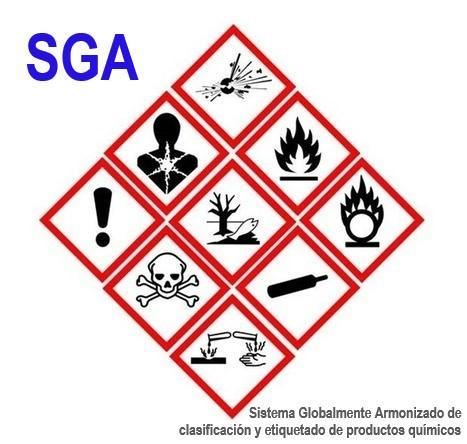 SGA
Sistema Globalmente Armonizado de
clasificación y etiquetado de productos químicos